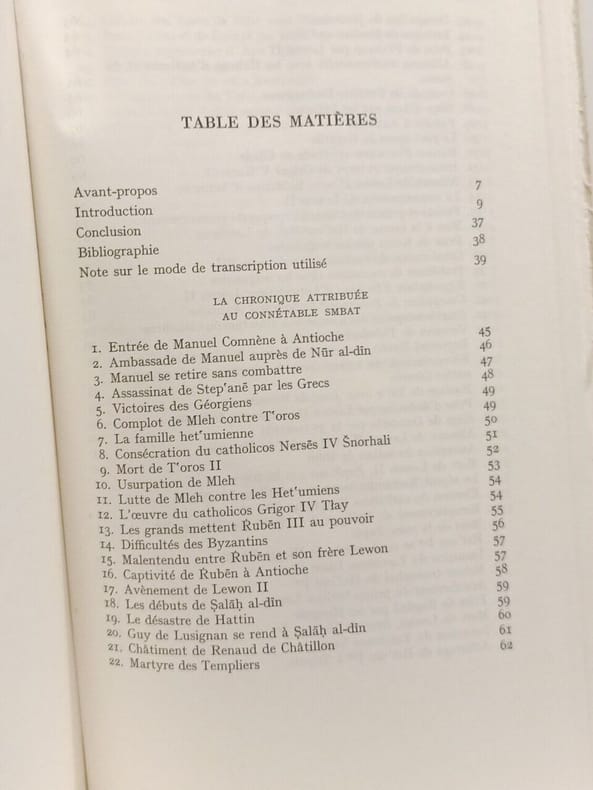 TABLE DES MATIÈRES
Avant-propos 7
Introduction 9
Conclusion 37
Bibliographie 38
Note sur le mode de transcription utilisé 39
LA CHRONIQUE ATTRIBUÉE
AU CONNÉTABLE SMBAT
1. Entrée de Manuel Comnène à Antioche 45
2. Ambassade de Manuel auprès de Nūr al-dīn 46
3. Manuel se retire sans combattre 47
4. Assassinat de Step‛anē par les Grecs 48
5. Victoires des Géorgiens 49
6. Complot de Mleh contre T‛oros 49
7. La famille het‛umienne 50
8. Consécration du catholicos Nersēs IV Šnorhali 51
9. Mort de T‛oros II 52
10. Usurpation de Mleh 53
11. Lutte de Mleh contre les Het‛umiens 54
12. L'œuvre du catholicos Grigor IV Tłay 54
13. Les grands mettent Ṙubēn III au pouvoir 55
14. Difficultés des Byzantins 56
15. Malentendu entre Ṙubēn et son frère Lewon 57
16. Captivité de Ṙubēn à Antioche 57
17. Avènement de Lewon II 58
18. Les débuts de Ṣalāḥ al-dīn 59
19. Le désastre de Hattin 59
20. Guy de Lusignan se rend à Ṣalāḥ al-dīn 60
21. Châtiment de Renaud de Châtillon 61
22. Martyre des Templiers 62